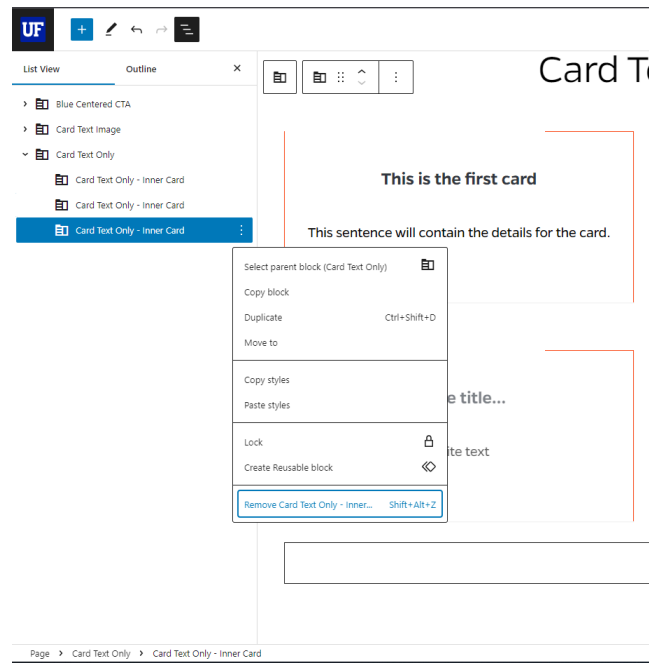 UF
List View Outline
Card Te
Blue Centered CTA
Card Text Image
Card Text Only
Card Text Only - Inner Card
Card Text Only - Inner Card
Card Text Only - Inner Card
This is the first card
This sentence will contain the details for the card.
Select parent block (Card Text Only)
Copy block
Duplicate Ctrl+Shift+D
Move to
Copy styles
Paste styles
Lock
Create Reusable block
Remove Card Text Only - Inner... Shift+Alt+Z
e title...
ite text
Page > Card Text Only > Card Text Only - Inner Card